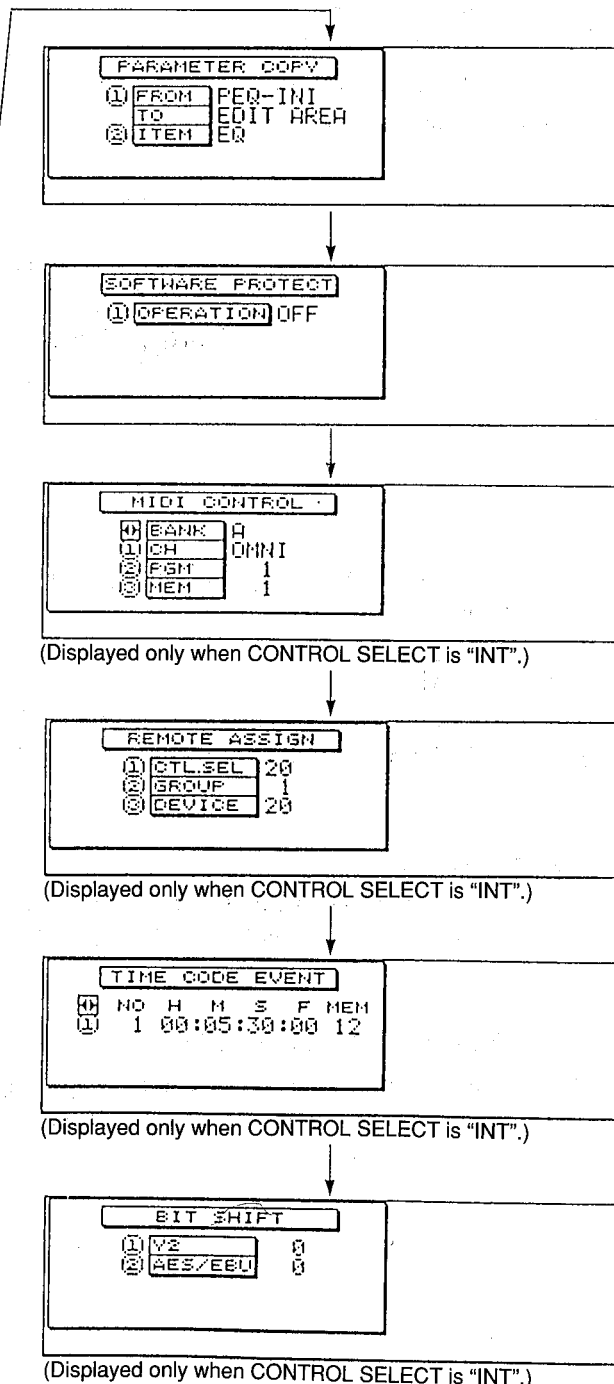 PARAMETER COPY
① FROM PEQ-INI
TO EDIT AREA
② ITEM EQ
SOFTWARE PROTECT
① OPERATION OFF
MIDI CONTROL
BANK A
① CH OMNI
② PGM 1
③ MEM 1
(Displayed only when CONTROL SELECT is “INT”.)
REMOTE ASSIGN
① CTL.SEL 20
② GROUP 1
③ DEVICE 20
(Displayed only when CONTROL SELECT is “INT”.)
TIME CODE EVENT
NO H M S F MEM
① 1 00:05:30:00 12
(Displayed only when CONTROL SELECT is “INT”.)
BIT SHIFT
① Y2 0
② AES/EBU 0
(Displayed only when CONTROL SELECT is “INT”.)